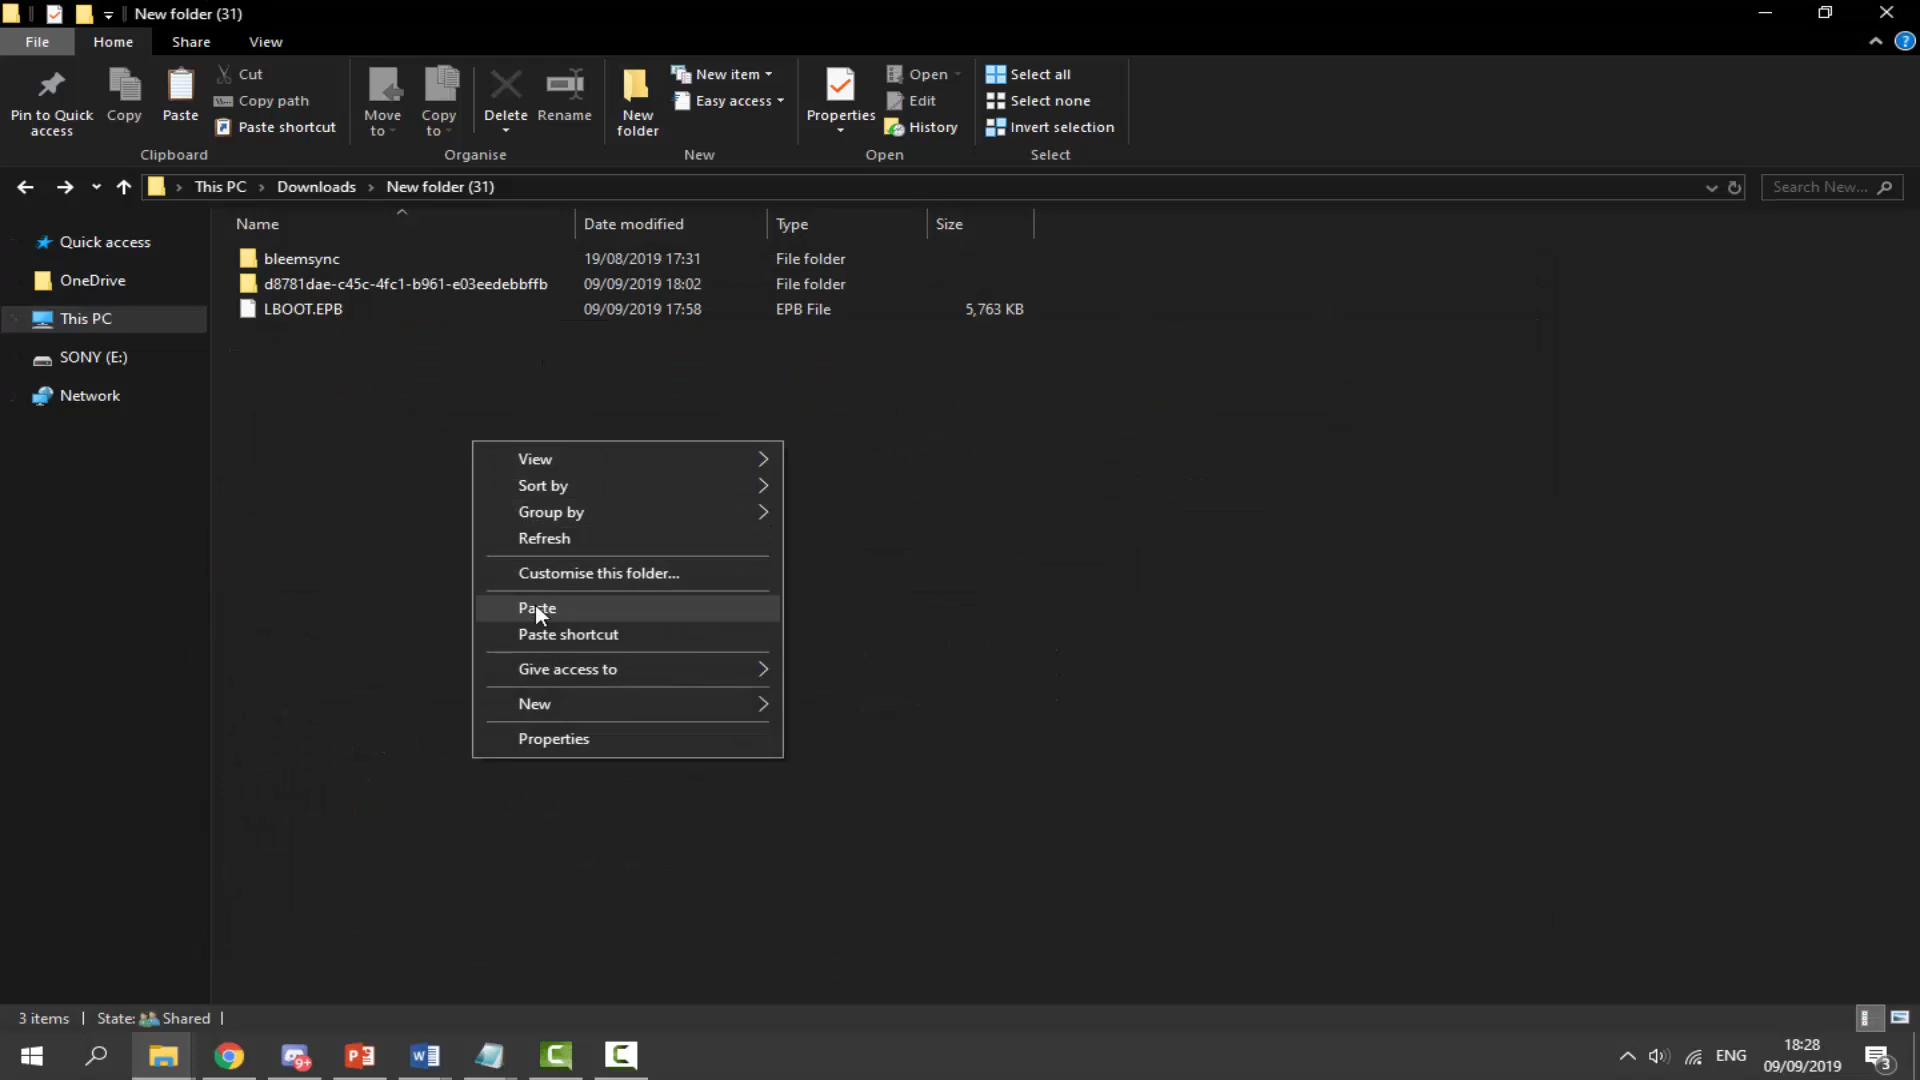 New folder (31)
File Home Share View
Pin to Quick access
Copy
Paste
Cut
Copy path
Paste shortcut
Clipboard
Move to
Copy to
Delete
Rename
Organise
New folder
New item
Easy access
New
Properties
Open
Edit
History
Open
Select all
Select none
Invert selection
Select
This PC Downloads New folder (31)
Search New...
Quick access
OneDrive
This PC
SONY (E:)
Network
Name Date modified Type Size
bleemsync 19/08/2019 17:31 File folder
d8781dae-c45c-4fc1-b961-e03eedebbffb 09/09/2019 18:02 File folder
LBOOT.EPB 09/09/2019 17:58 EPB File 5,763 KB
View
Sort by
Group by
Refresh
Customise this folder...
Paste
Paste shortcut
Give access to
New
Properties
3 items State: Shared
9+
ENG
18:28
09/09/2019
3